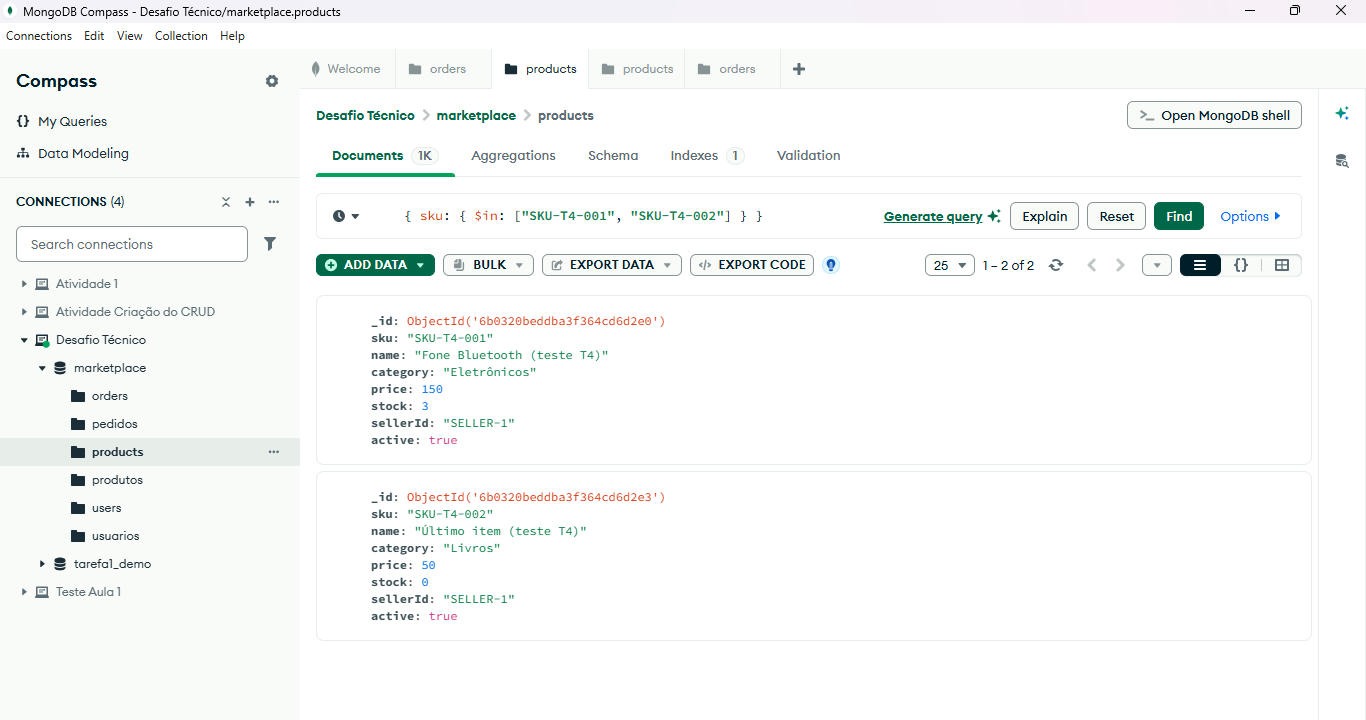 MongoDB Compass - Desafio Técnico/marketplace.products
Connections Edit View Collection Help
Compass
My Queries
Data Modeling
CONNECTIONS (4)
Search connections
Atividade 1
Atividade Criação do CRUD
Desafio Técnico
marketplace
orders
pedidos
products
produtos
users
usuarios
tarefa1_demo
Teste Aula 1
Welcome orders products products orders
Desafio Técnico marketplace products
>_ Open MongoDB shell
Documents 1K Aggregations Schema Indexes 1 Validation
{ sku: { $in: ["SKU-T4-001", "SKU-T4-002"] } }
Generate query Explain Reset Find Options
ADD DATA BULK EXPORT DATA EXPORT CODE
25 1 – 2 of 2 {}
_id: ObjectId('6b0320beddba3f364cd6d2e0')
sku: "SKU-T4-001"
name: "Fone Bluetooth (teste T4)"
category: "Eletrônicos"
price: 150
stock: 3
sellerId: "SELLER-1"
active: true
_id: ObjectId('6b0320beddba3f364cd6d2e3')
sku: "SKU-T4-002"
name: "Último item (teste T4)"
category: "Livros"
price: 50
stock: 0
sellerId: "SELLER-1"
active: true